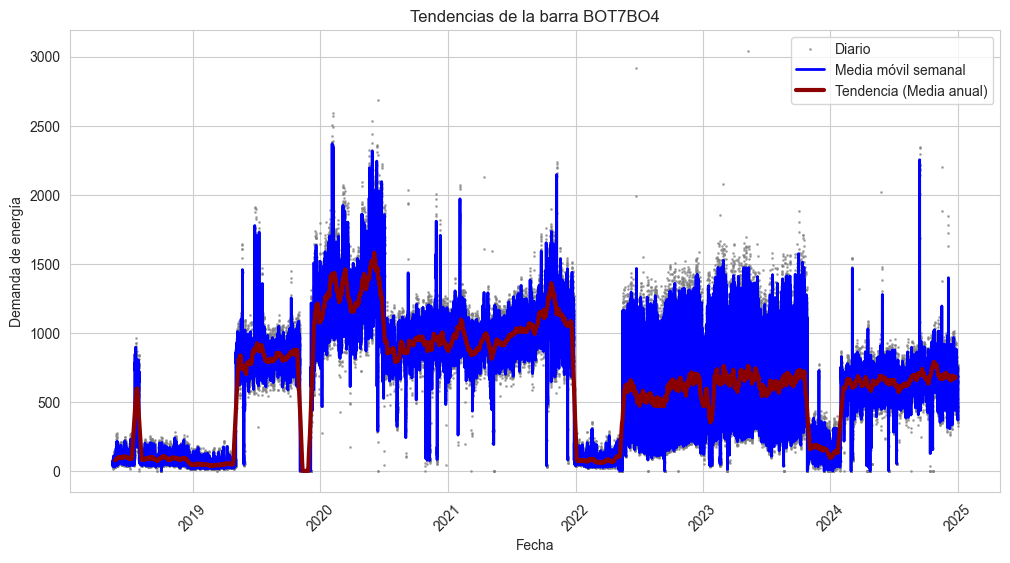 Tendencias de la barra BOT7BO4
Diario
Media móvil semanal
Tendencia (Media anual)
Demanda de energía
3000
2500
2000
1500
1000
500
0
2019
2020
2021
2022
2023
2024
2025
Fecha